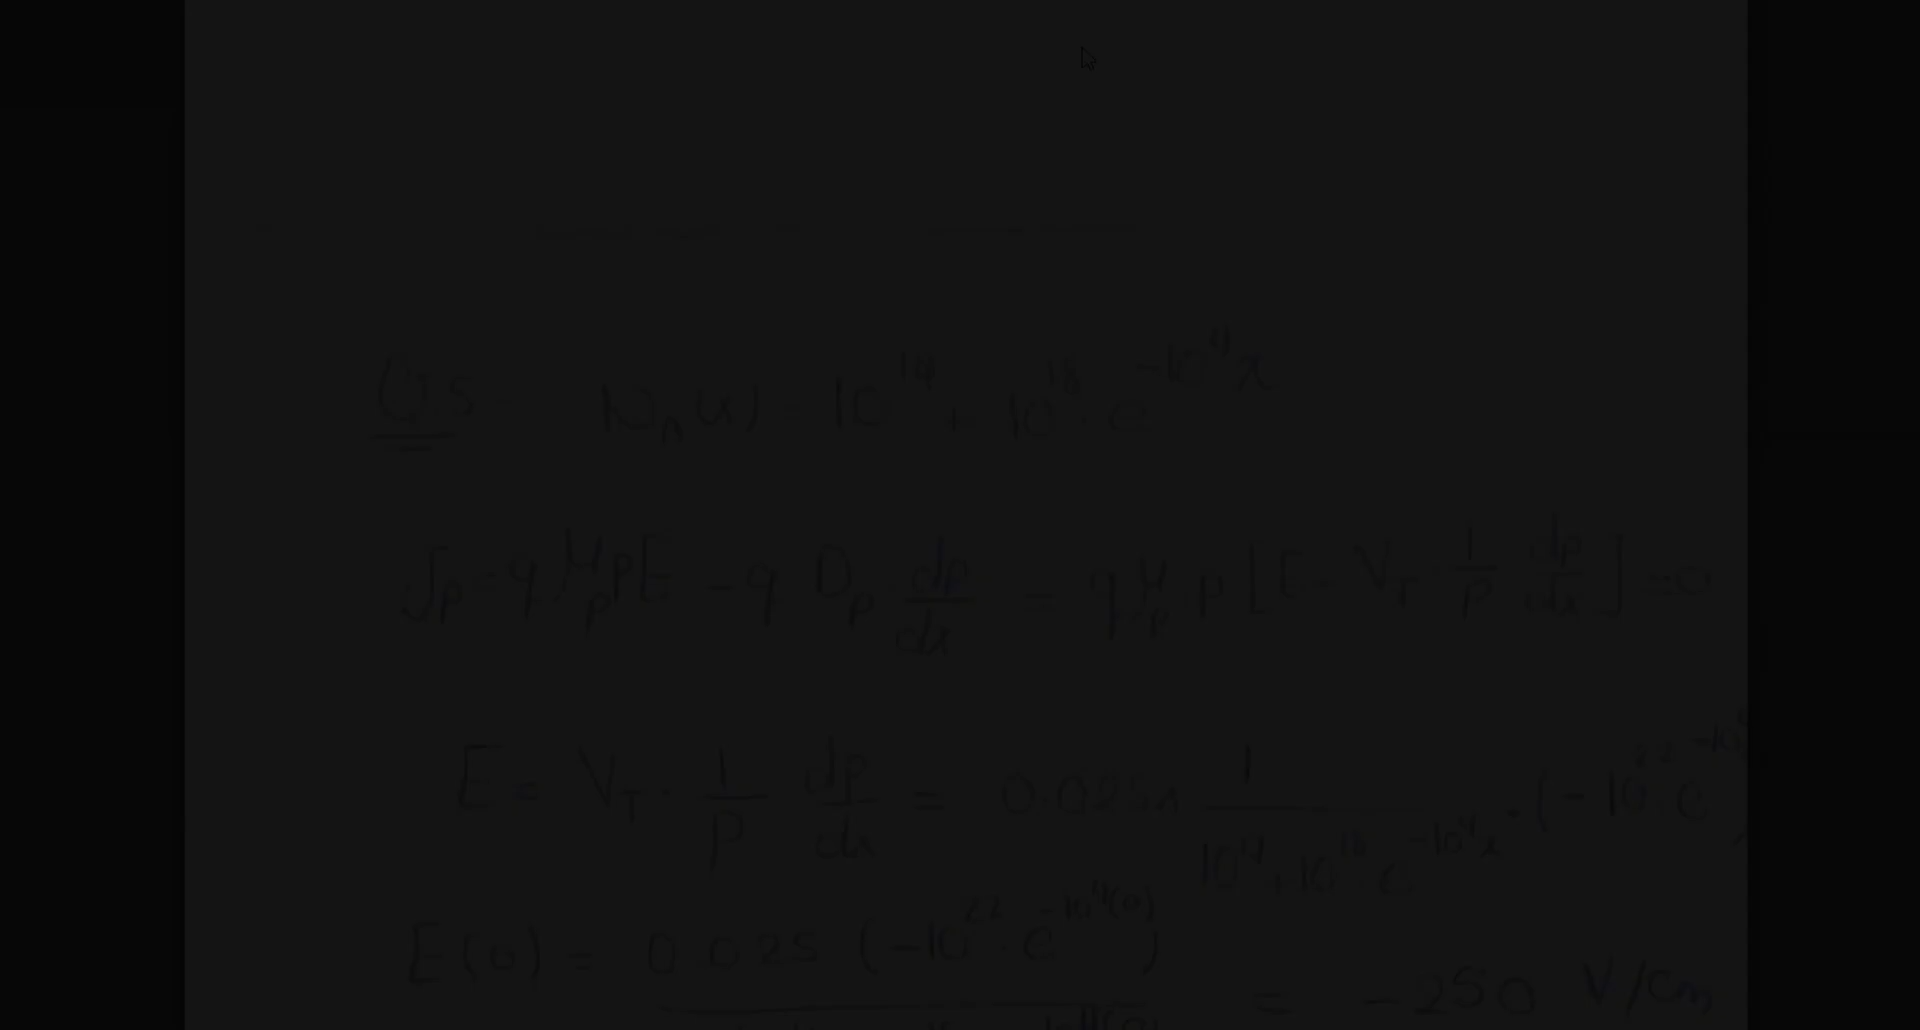 Q.5 - N_A(x) = 10^14 + 10^18 · e^{-10^4 x}
J_p = q μ_p p E - q D_p dp/dx = q μ_p · p [E - V_T · 1/p dp/dx] = 0
E = V_T · 1/p dp/dx = 0.025 x 1/(10^14 + 10^18 · e^{-10^4 x}) · (-10^22 · e
E(0) = 0.025 (-10^22 · e^{-10^4(0)}) = -250 V/cm